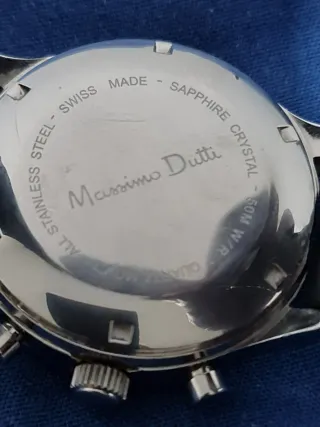 ALL STAINLESS STEEL - SWISS MADE - SAPPHIRE CRYSTAL - 50M W/R -
Massimo Dutti